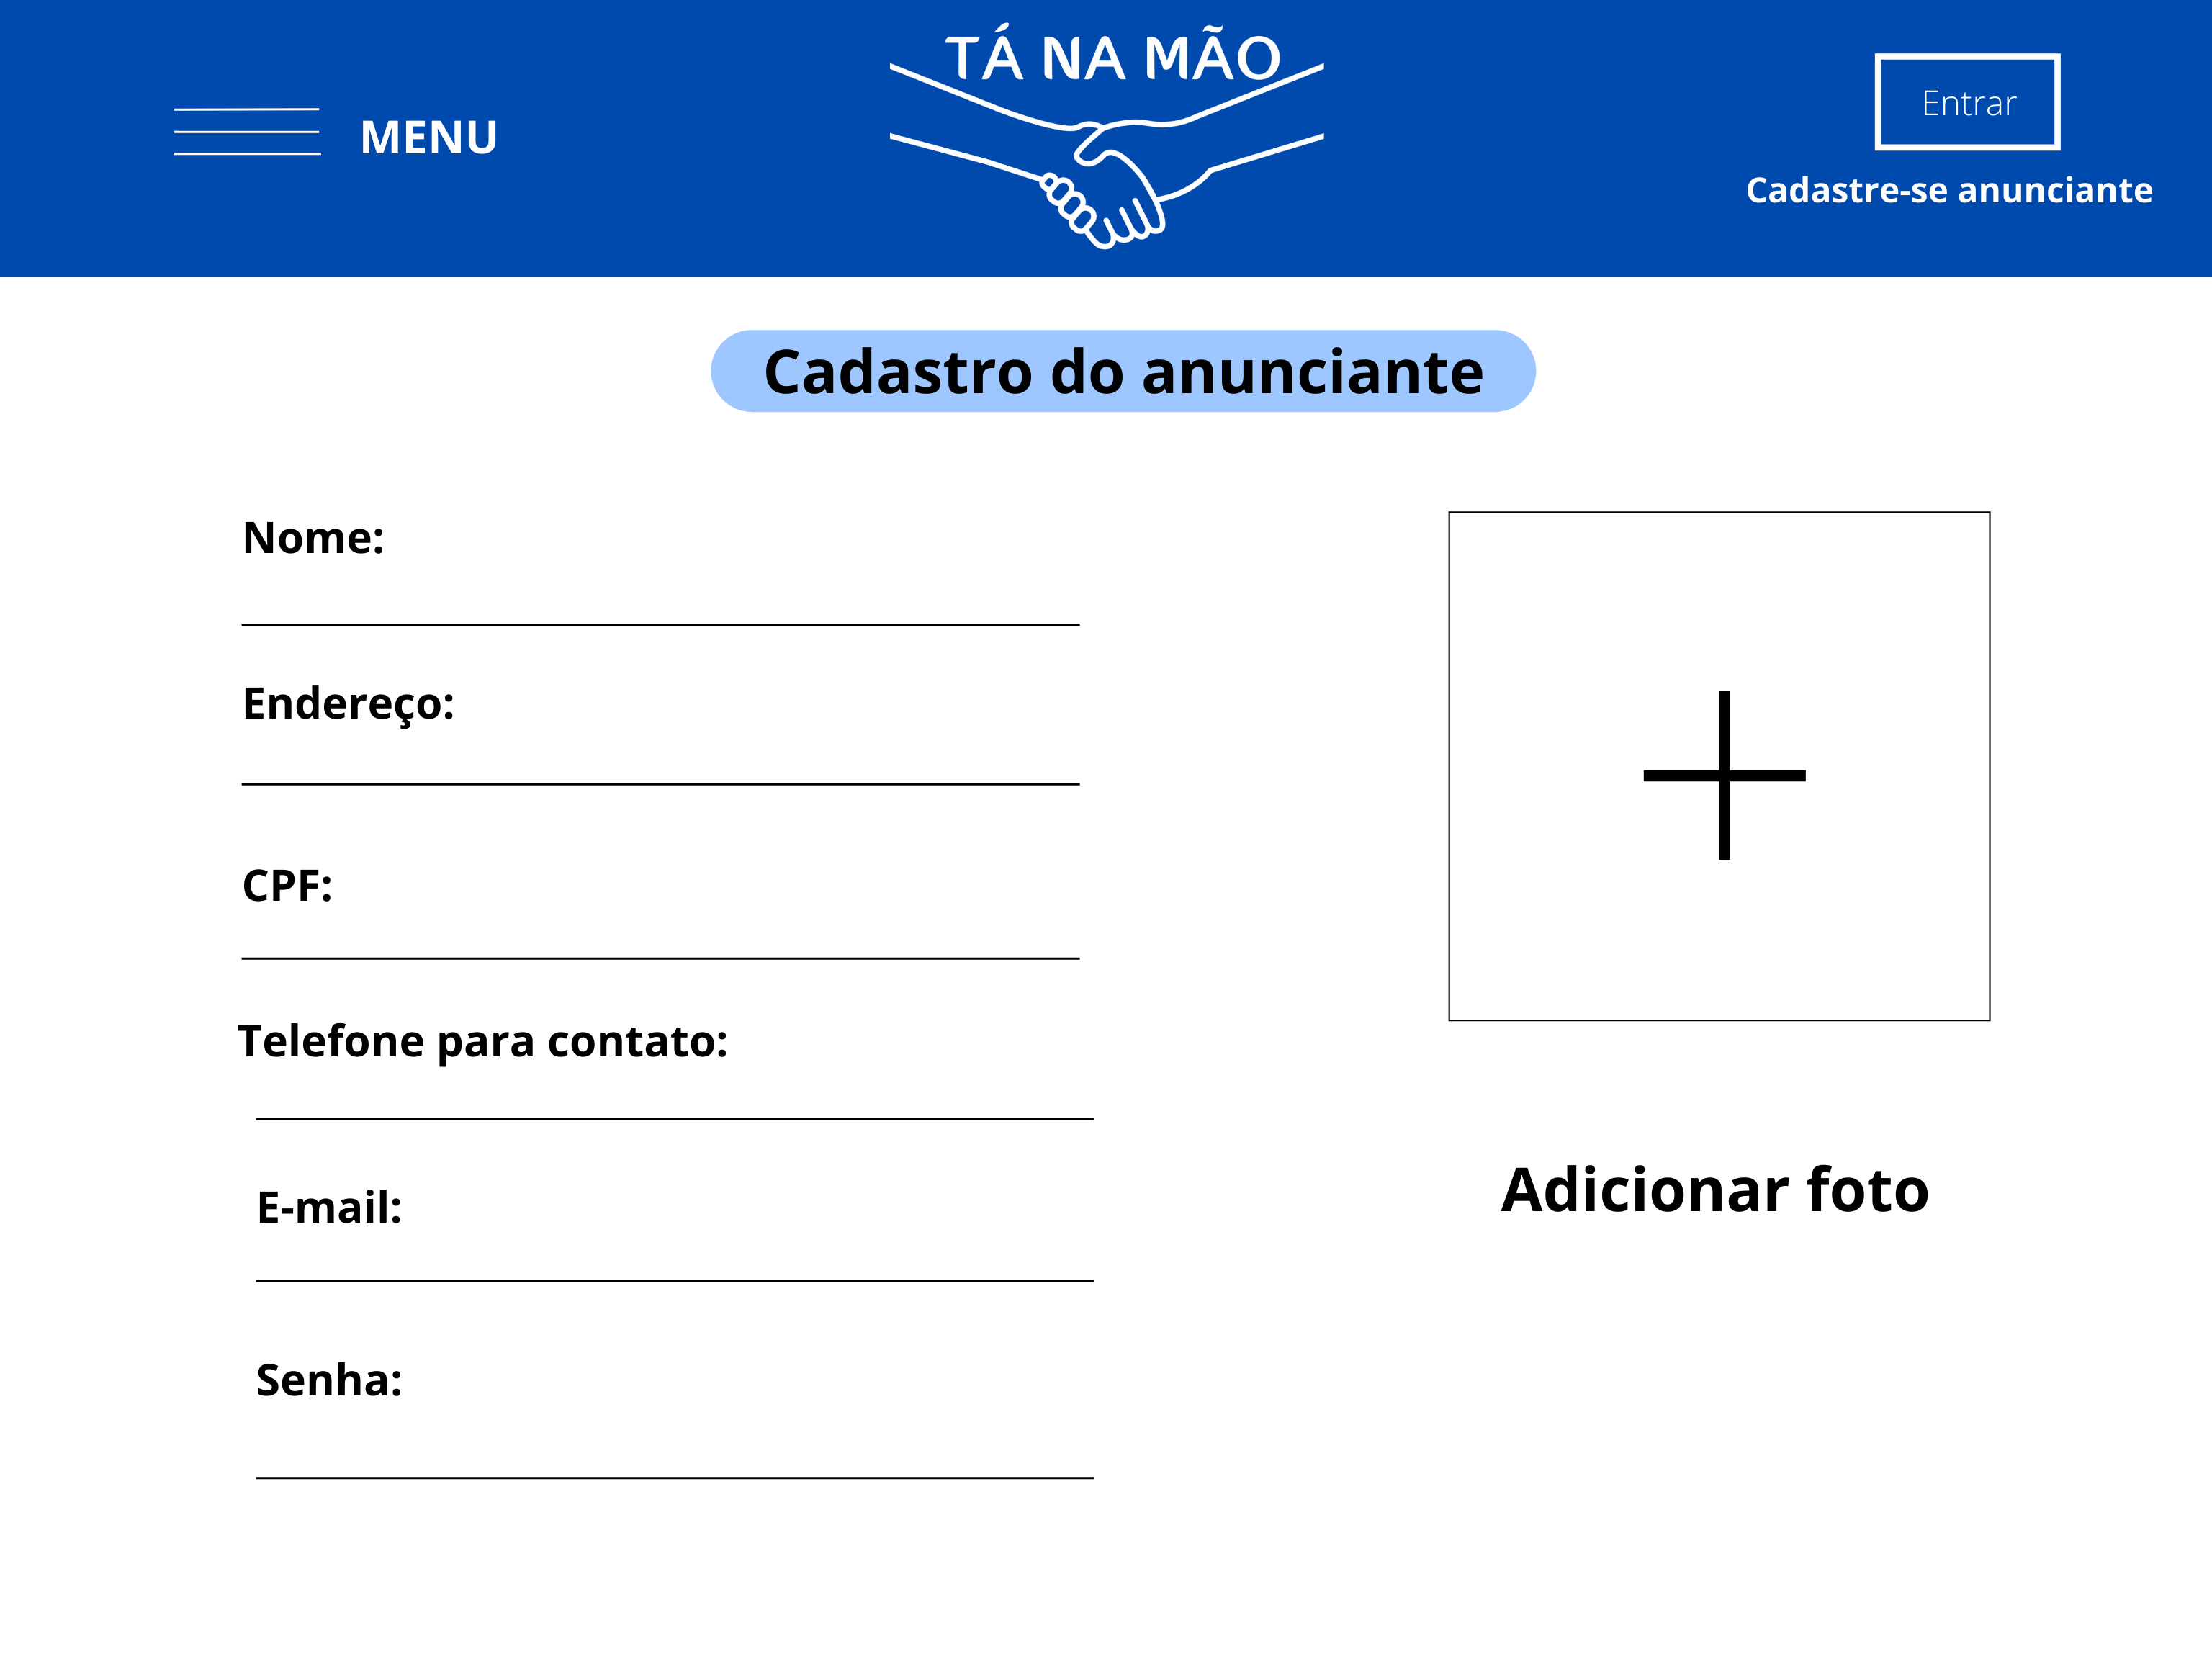 TÁ NA MÃO
MENU
Entrar
Cadastre-se anunciante
Cadastro do anunciante
Nome:
Endereço:
CPF:
Telefone para contato:
E-mail:
Senha:
Adicionar foto